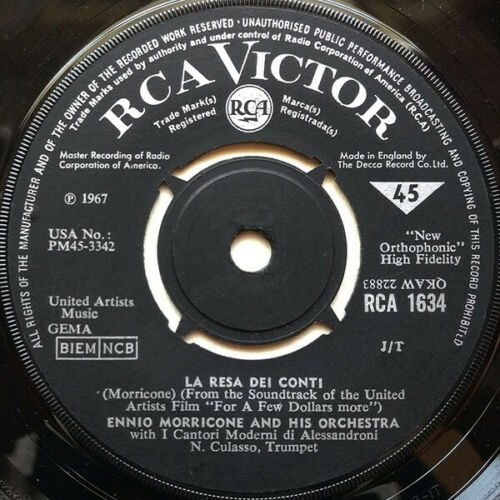 ALL RIGHTS OF THE MANUFACTURER AND OF THE OWNER OF THE RECORDED WORK RESERVED · UNAUTHORISED PUBLIC PERFORMANCE BROADCASTING AND COPYING OF THIS RECORD PROHIBITED
Trade Marks used by authority and under control of Radio Corporation of America (R.C.A)
RCA VICTOR
Trade Mark(s)
Registered
RCA
Marca(s)
Registrada(s)
Master Recording of Radio
Corporation of America.
Made in England by
The Decca Record Co. Ltd.
℗ 1967
45
USA No.:
PM45-3342
"New
Orthophonic"
High Fidelity
QKAW 22883
RCA 1634
United Artists
Music
GEMA
BIEM NCB
J/T
LA RESA DEI CONTI
(Morricone) (From the Soundtrack of the United
Artists Film "For A Few Dollars more")
ENNIO MORRICONE AND HIS ORCHESTRA
with I Cantori Moderni di Alessandroni
N. Culasso, Trumpet